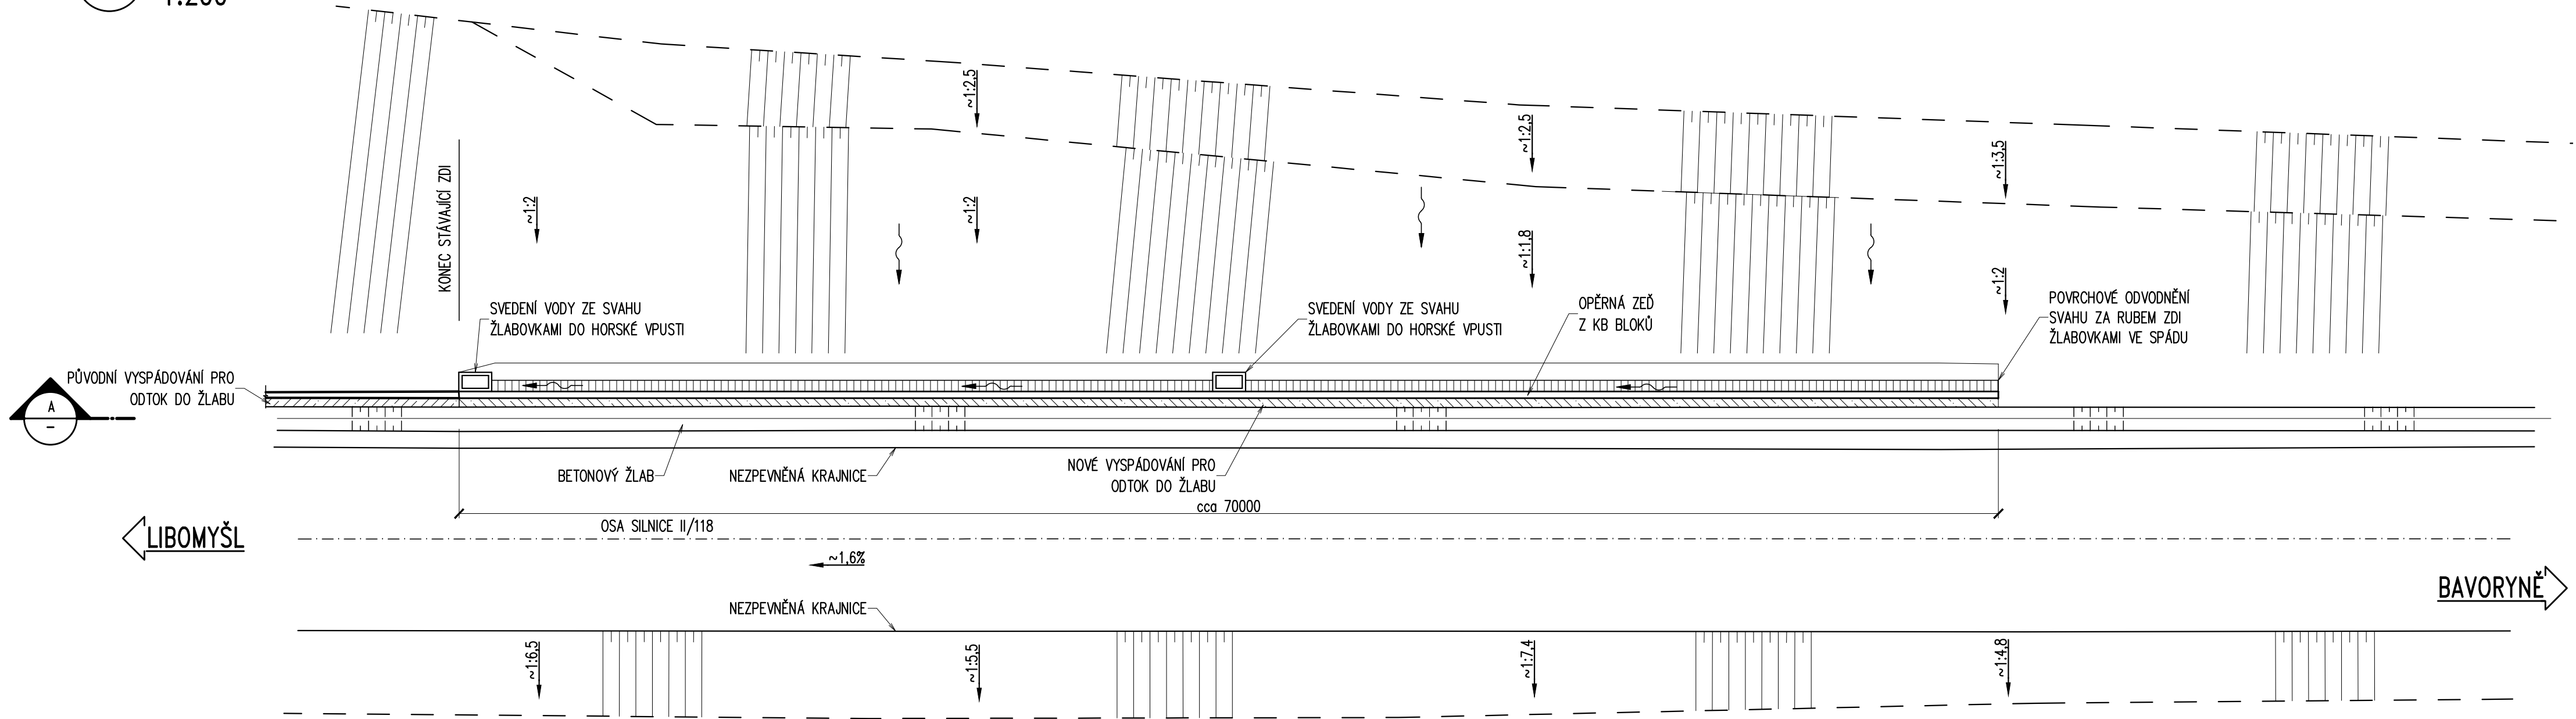 ~1:2,5
~1:2,5
~1:3,5
KONEC STÁVAJÍCÍ ZDI
~1:2
~1:2
~1:1,8
~1:2
SVEDENÍ VODY ZE SVAHU
ŽLABOVKAMI DO HORSKÉ VPUSTI
SVEDENÍ VODY ZE SVAHU
ŽLABOVKAMI DO HORSKÉ VPUSTI
OPĚRNÁ ZEĎ
Z KB BLOKŮ
POVRCHOVÉ ODVODNĚNÍ
SVAHU ZA RUBEM ZDI
ŽLABOVKAMI VE SPÁDU
PŮVODNÍ VYSPÁDOVÁNÍ PRO
ODTOK DO ŽLABU
A
–
BETONOVÝ ŽLAB
NEZPEVNĚNÁ KRAJNICE
NOVÉ VYSPÁDOVÁNÍ PRO
ODTOK DO ŽLABU
cca 70000
OSA SILNICE II/118
LIBOMYŠL
~1,6%
BAVORYNĚ
NEZPEVNĚNÁ KRAJNICE
~1:6,5
~1:5,5
~1:7,4
~1:4,8